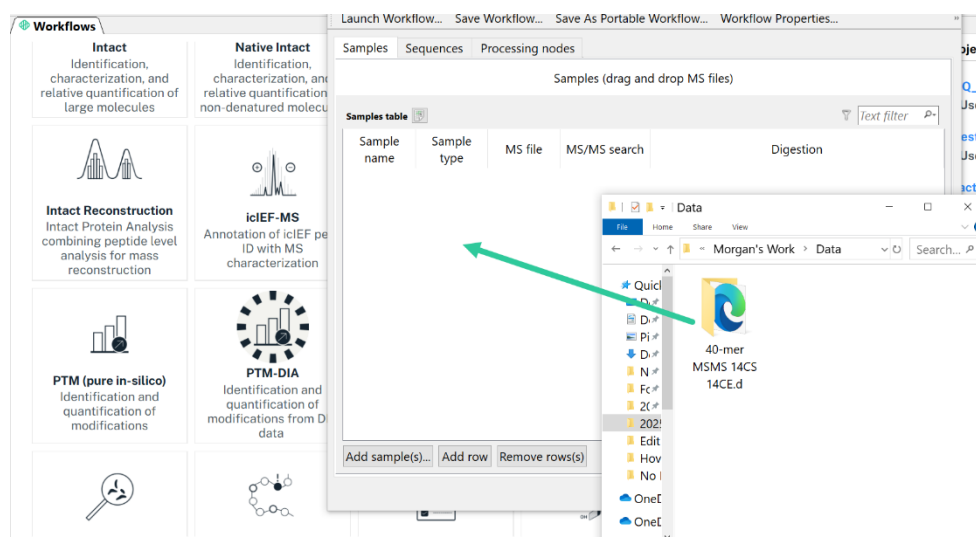 Workflows
Intact
Identification,
characterization, and
relative quantification of
large molecules
Native Intact
Identification,
characterization, and
relative quantification
non-denatured molecu
Intact Reconstruction
Intact Protein Analysis
combining peptide level
analysis for mass
reconstruction
icIEF-MS
Annotation of icIEF pe
ID with MS
characterization
PTM (pure in-silico)
Identification and
quantification of
modifications
PTM-DIA
Identification and
quantification of
modifications from D
data
Launch Workflow... Save Workflow... Save As Portable Workflow... Workflow Properties...
Samples Sequences Processing nodes
Samples (drag and drop MS files)
Samples table Text filter
Sample name Sample type MS file MS/MS search Digestion
Add sample(s)... Add row Remove rows(s)
Data
File Home Share View
« Morgan's Work > Data Search...
Quicl
Pi
2025
Edit
Hov
No
OneD
OneD
40-mer
MSMS 14CS
14CE.d